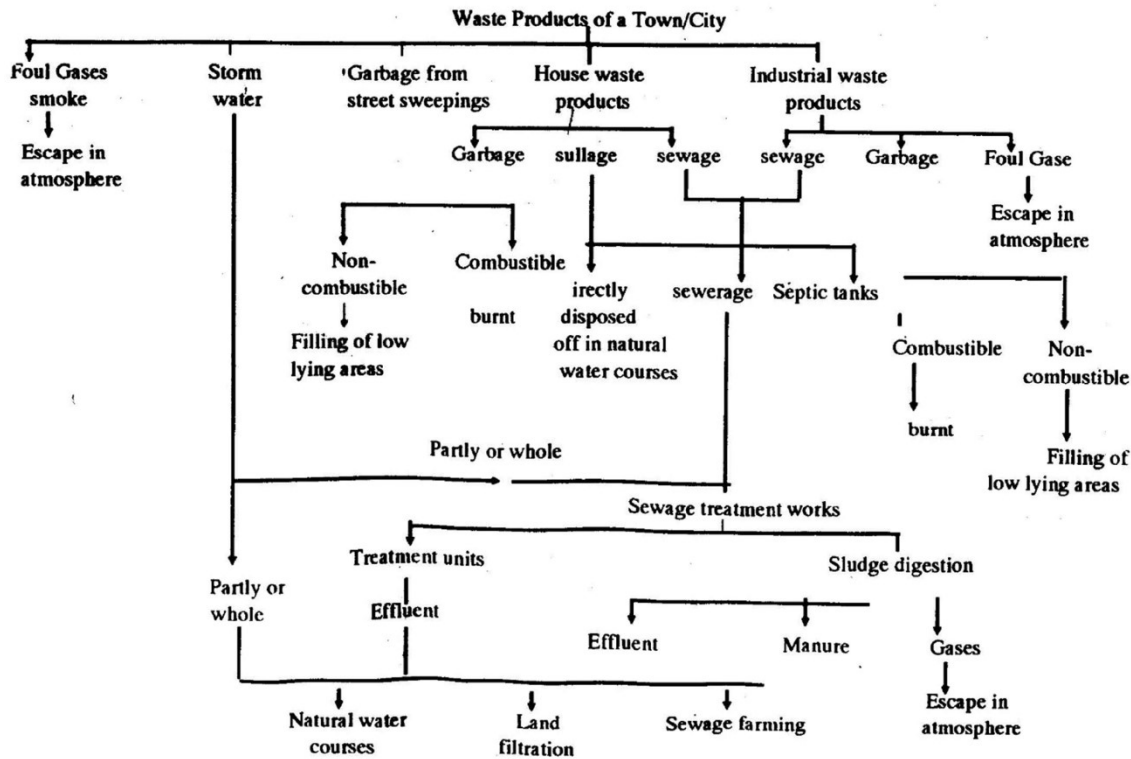 Waste Products of a Town/City
Foul Gases
smoke
Storm
water
Garbage from
street sweepings
House waste
products
Industrial waste
products
Escape in
atmosphere
Garbage
sullage
sewage
sewage
Garbage
Foul Gase
Escape in
atmosphere
Non-
combustible
Combustible
burnt
Filling of low
lying areas
irectly
disposed
off in natural
water courses
sewerage
Septic tanks
Combustible
burnt
Non-
combustible
Filling of
low lying areas
Partly or whole
Sewage treatment works
Treatment units
Sludge digestion
Partly or
whole
Effluent
Effluent
Manure
Gases
Escape in
atmosphere
Natural water
courses
Land
filtration
Sewage farming